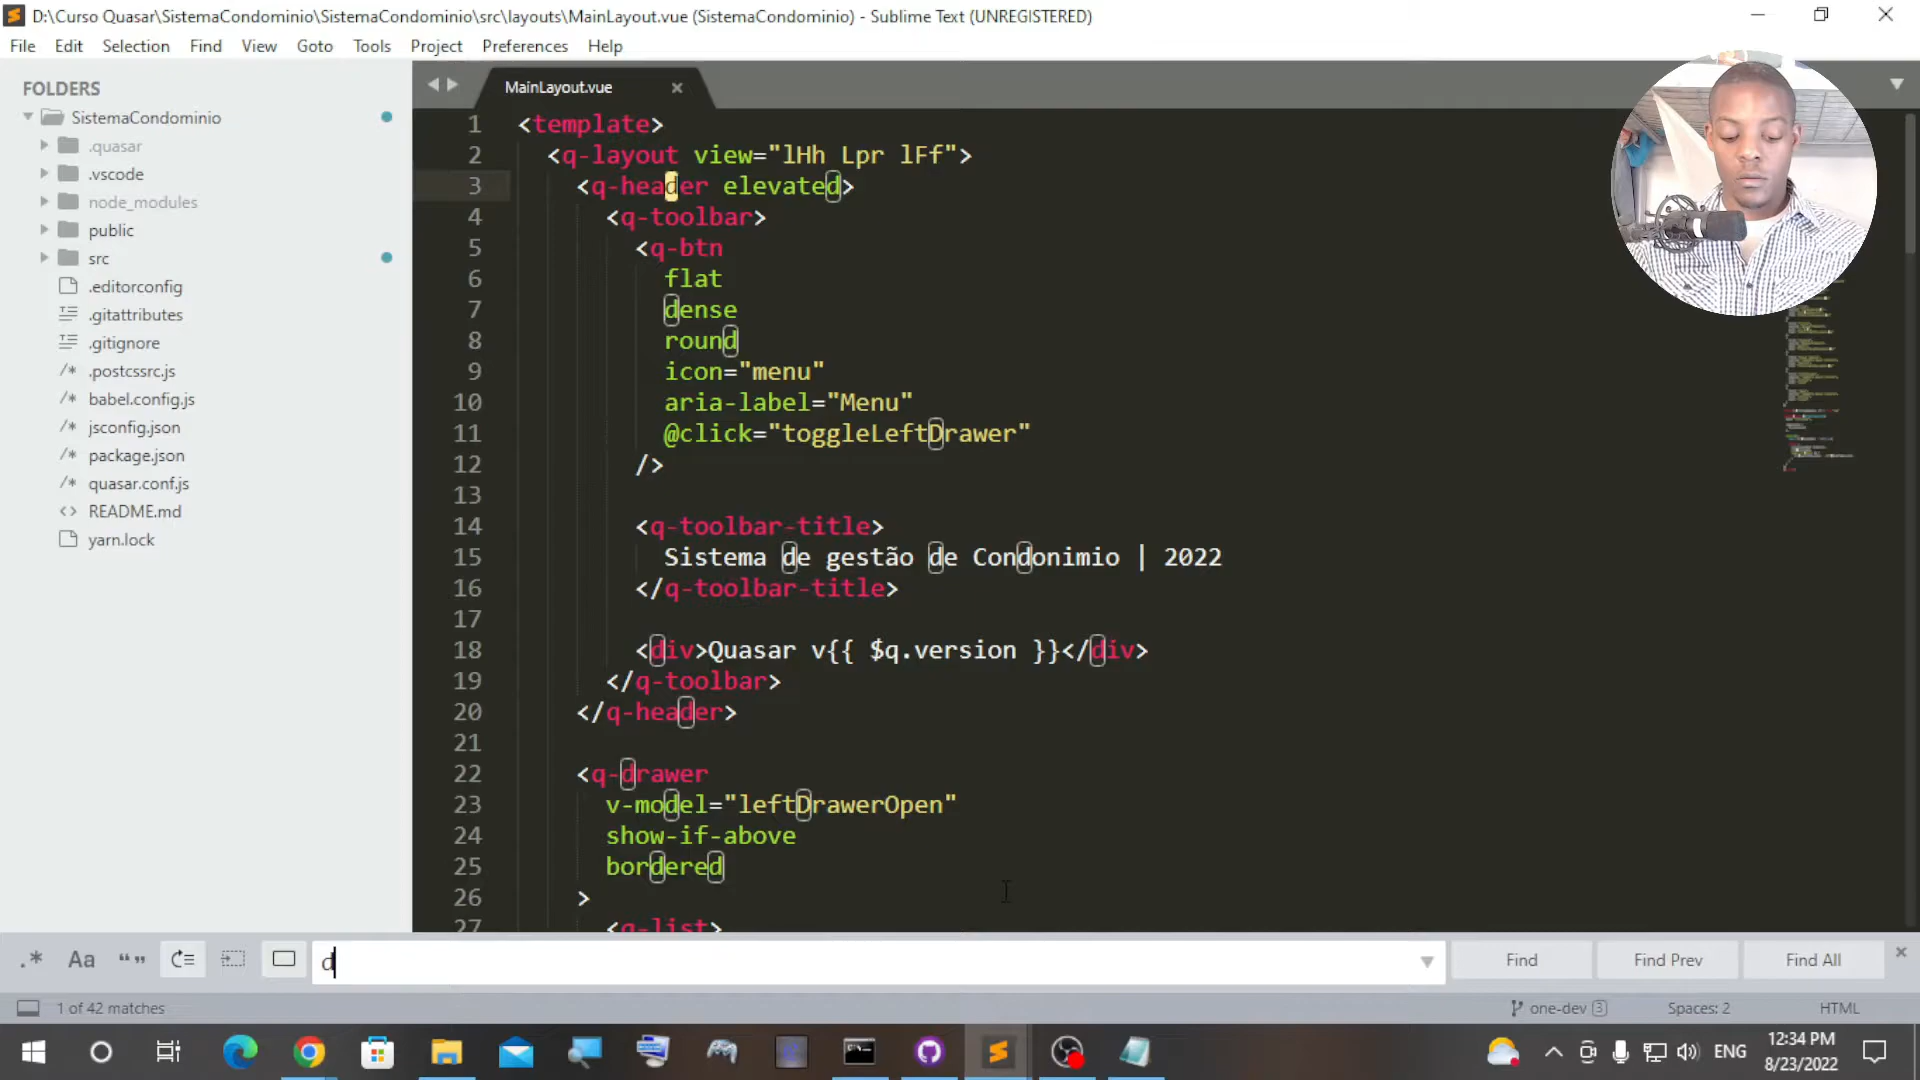 D:\Curso Quasar\SistemaCondominio\SistemaCondominio\src\layouts\MainLayout.vue (SistemaCondominio) - Sublime Text (UNREGISTERED)
File Edit Selection Find View Goto Tools Project Preferences Help
FOLDERS
SistemaCondominio
.quasar
.vscode
node_modules
public
src
.editorconfig
.gitattributes
.gitignore
/* .postcssrc.js
/* babel.config.js
/* jsconfig.json
/* package.json
/* quasar.conf.js
<> README.md
yarn.lock
MainLayout.vue
1 <template>
2 <q-layout view="lHh Lpr lFf">
3 <q-header elevated>
4 <q-toolbar>
5 <q-btn
6 flat
7 dense
8 round
9 icon="menu"
10 aria-label="Menu"
11 @click="toggleLeftDrawer"
12 />
13
14 <q-toolbar-title>
15 Sistema de gestão de Condonimio | 2022
16 </q-toolbar-title>
17
18 <div>Quasar v{{ $q.version }}</div>
19 </q-toolbar>
20 </q-header>
21
22 <q-drawer
23 v-model="leftDrawerOpen"
24 show-if-above
25 bordered
26 >
27 <q-list>
.* Aa “” d Find Find Prev Find All
1 of 42 matches one-dev 3 Spaces: 2 HTML
ENG 12:34 PM
8/23/2022